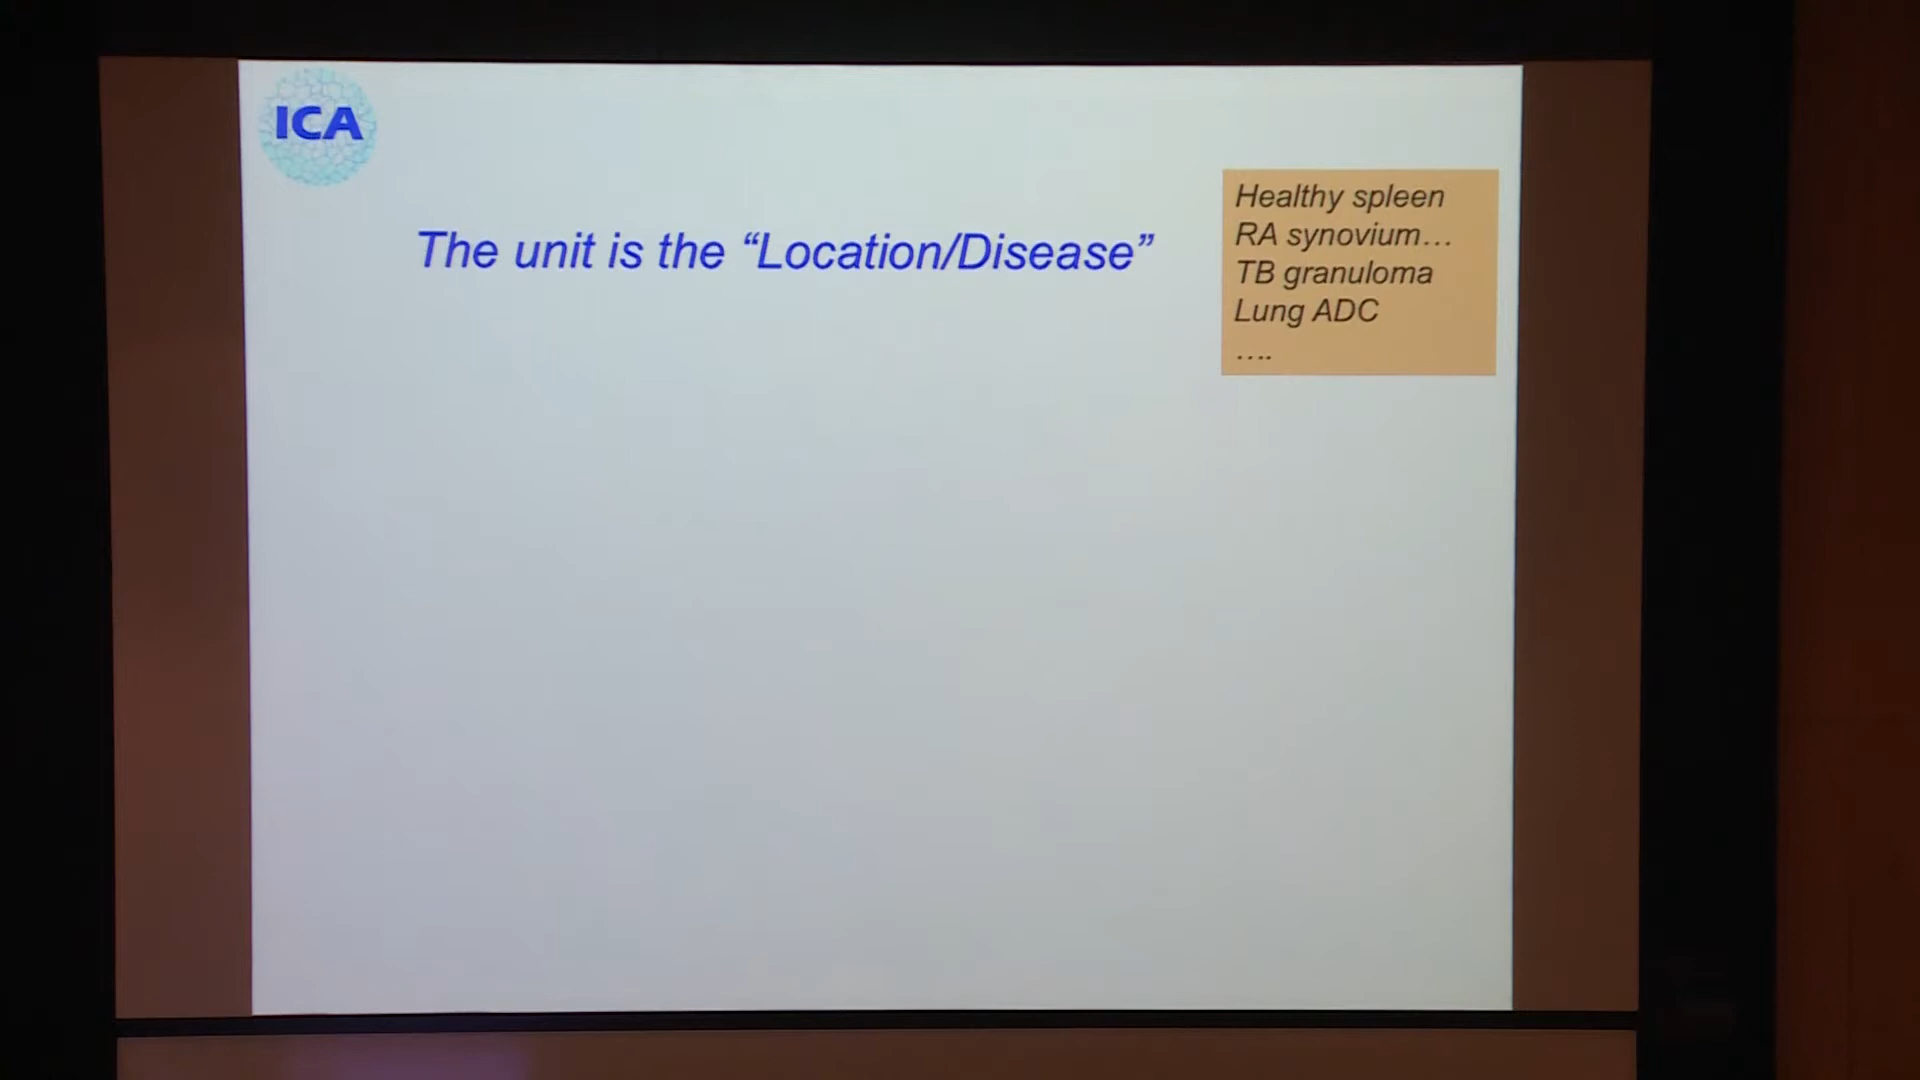 ICA
The unit is the “Location/Disease”
Healthy spleen
RA synovium…
TB granuloma
Lung ADC
….